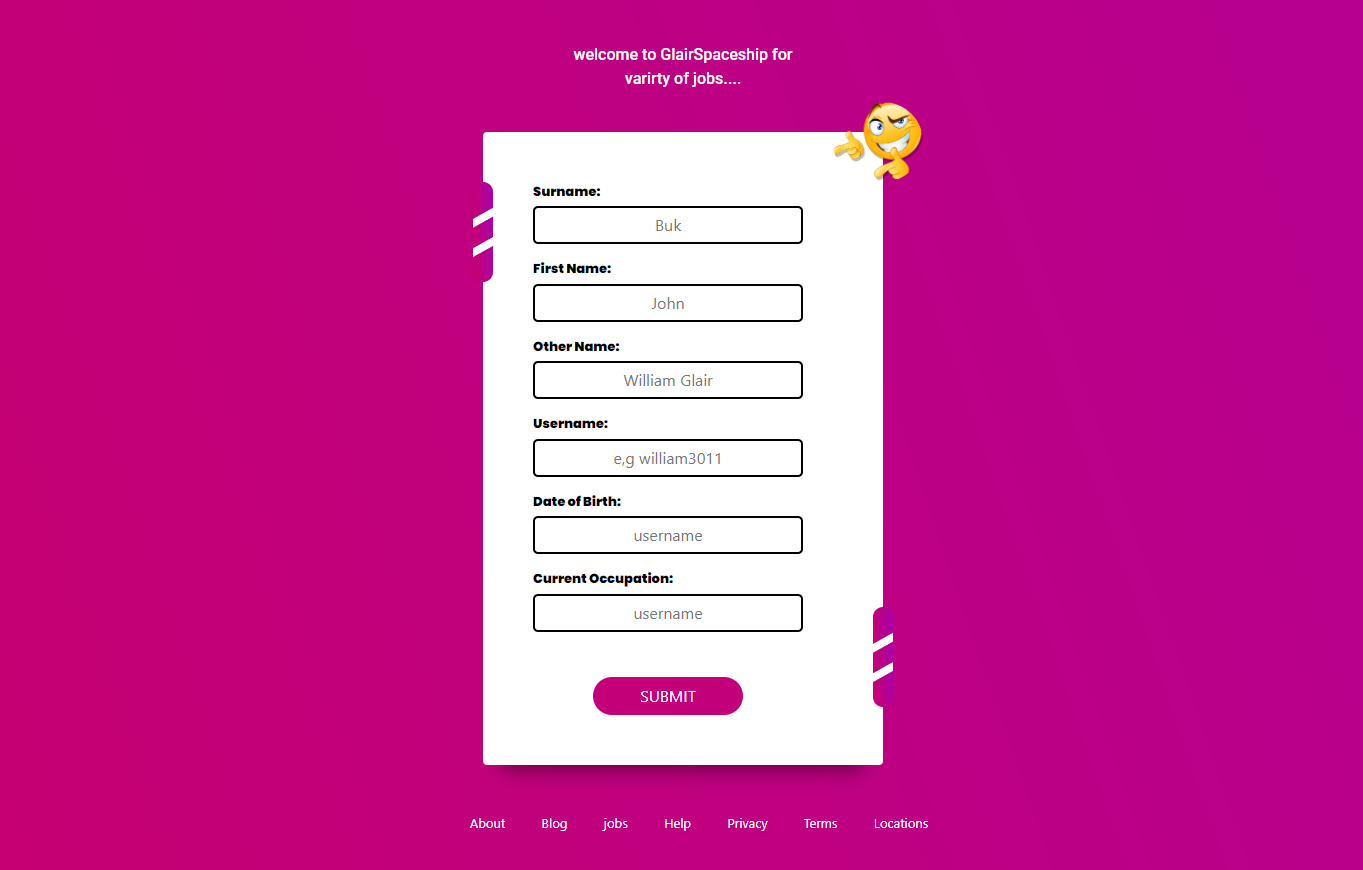 welcome to GlairSpaceship for
varirty of jobs....
Surname:
Buk
First Name:
John
Other Name:
William Glair
Username:
e,g william3011
Date of Birth:
username
Current Occupation:
username
SUBMIT
About Blog jobs Help Privacy Terms Locations